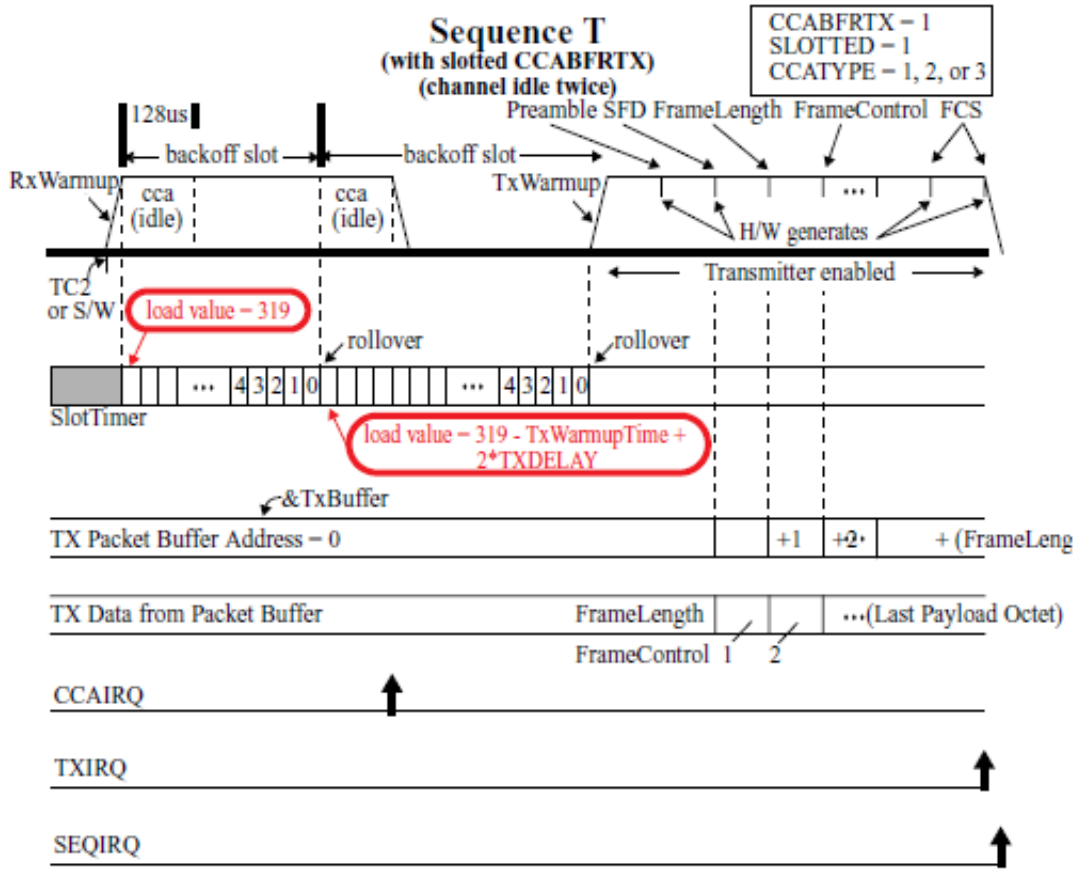 Sequence T
(with slotted CCABFRTX)
(channel idle twice)
CCABFRTX = 1
SLOTTED = 1
CCATYPE = 1, 2, or 3
128us
Preamble SFD FrameLength FrameControl FCS
backoff slot
backoff slot
RxWarmup
TxWarmup
cca
(idle)
cca
(idle)
...
H/W generates
TC2
or S/W
Transmitter enabled
load value = 319
rollover
rollover
... 4 3 2 1 0 ... 4 3 2 1 0
SlotTimer
load value = 319 - TxWarmupTime +
2*TXDELAY
&TxBuffer
TX Packet Buffer Address = 0 +1 +2 ... + (FrameLeng
TX Data from Packet Buffer FrameLength ...(Last Payload Octet)
FrameControl 1 2
CCAIRQ
TXIRQ
SEQIRQ